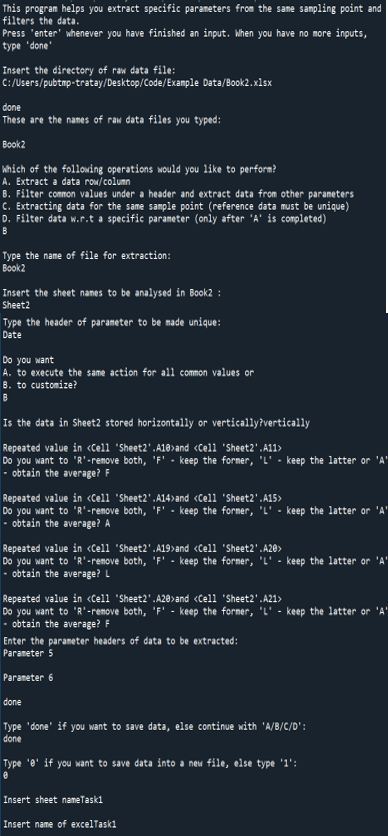 This program helps you extract specific parameters from the same sampling point and
filters the data.
Press 'enter' whenever you have finished an input. When you have no more inputs,
type 'done'
Insert the directory of raw data file:
C:/Users/pubtmp-tratay/Desktop/Code/Example Data/Book2.xlsx
done
These are the names of raw data files you typed:
Book2
Which of the following operations would you like to perform?
A. Extract a data row/column
B. Filter common values under a header and extract data from other parameters
C. Extracting data for the same sample point (reference data must be unique)
D. Filter data w.r.t a specific parameter (only after 'A' is completed)
B
Type the name of file for extraction:
Book2
Insert the sheet names to be analysed in Book2 :
Sheet2
Type the header of parameter to be made unique:
Date
Do you want
A. to execute the same action for all common values or
B. to customize?
B
Is the data in Sheet2 stored horizontally or vertically?vertically
Repeated value in <Cell 'Sheet2'.A10>and <Cell 'Sheet2'.A11>
Do you want to 'R'-remove both, 'F' - keep the former, 'L' - keep the latter or 'A'
- obtain the average? F
Repeated value in <Cell 'Sheet2'.A14>and <Cell 'Sheet2'.A15>
Do you want to 'R'-remove both, 'F' - keep the former, 'L' - keep the latter or 'A'
- obtain the average? A
Repeated value in <Cell 'Sheet2'.A19>and <Cell 'Sheet2'.A20>
Do you want to 'R'-remove both, 'F' - keep the former, 'L' - keep the latter or 'A'
- obtain the average? L
Repeated value in <Cell 'Sheet2'.A20>and <Cell 'Sheet2'.A21>
Do you want to 'R'-remove both, 'F' - keep the former, 'L' - keep the latter or 'A'
- obtain the average? F
Enter the parameter headers of data to be extracted:
Parameter 5
Parameter 6
done
Type 'done' if you want to save data, else continue with 'A/B/C/D':
done
Type '0' if you want to save data into a new file, else type '1':
0
Insert sheet nameTask1
Insert name of excelTask1